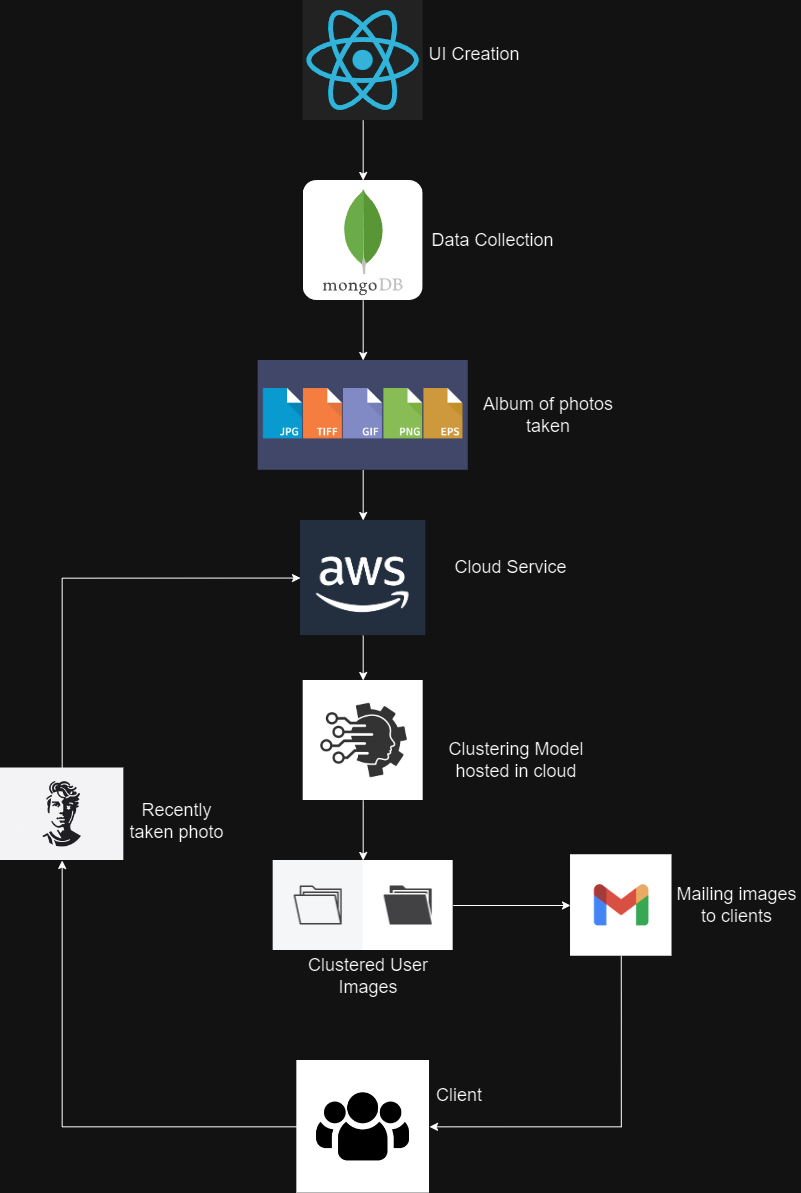 UI Creation
mongoDB
Data Collection
JPG TIFF GIF PNG EPS
Album of photos
taken
aws
Cloud Service
Clustering Model
hosted in cloud
Recently
taken photo
Mailing images
to clients
Clustered User
Images
Client